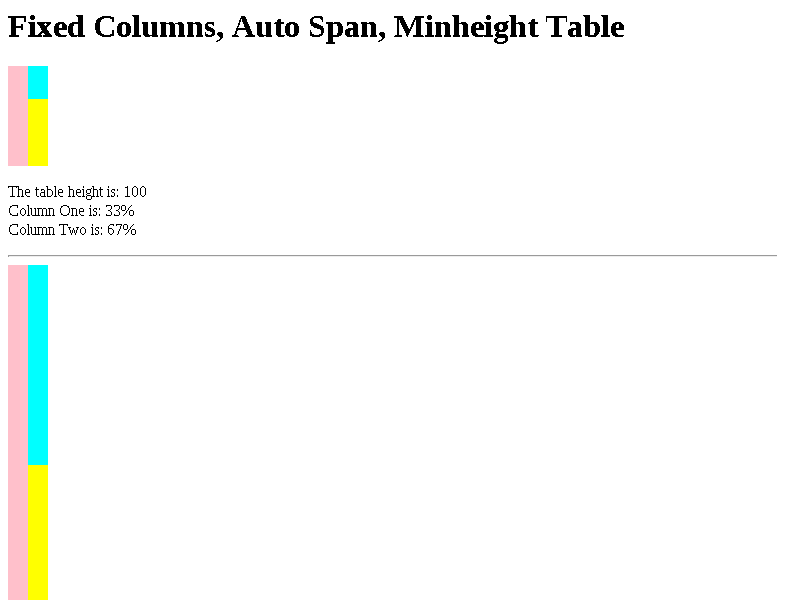 Fixed Columns, Auto Span, Minheight Table
The table height is: 100
Column One is: 33%
Column Two is: 67%